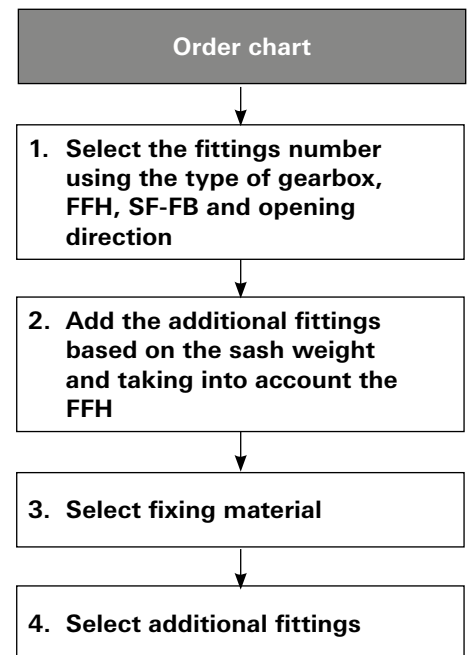 Order chart
1. Select the fittings number
using the type of gearbox,
FFH, SF-FB and opening
direction
2. Add the additional fittings
based on the sash weight
and taking into account the
FFH
3. Select fixing material
4. Select additional fittings